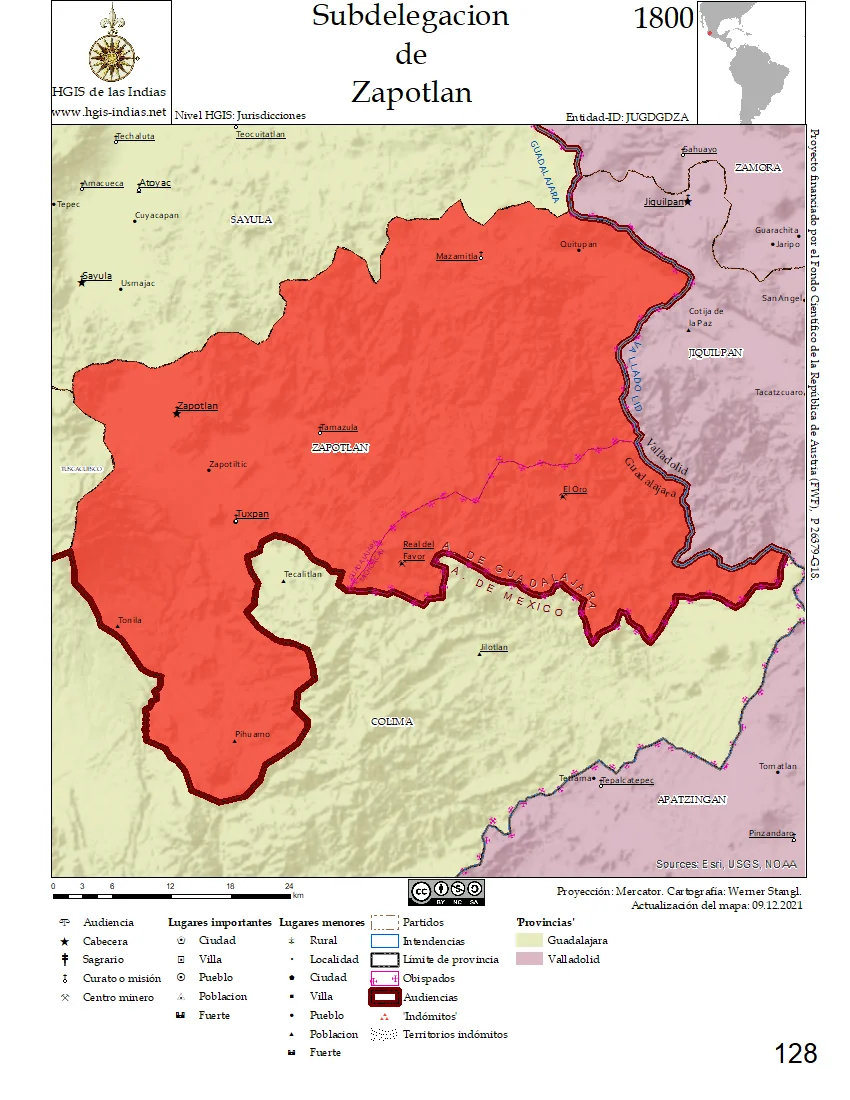 Subdelegacion
de
Zapotlan
1800
HGIS de las Indias
www.hgis-indias.net
Nivel HGIS: Jurisdicciones
Entidad-ID: JUGDGDZA
Techaluta
Teocuitatlan
GUADALAJARA
Sahuayo
ZAMORA
Amacueca
Atoyac
Tepec
Cuyacapan
SAYULA
Jiquilpan
Guarachita
Jaripo
Quitupan
Mazamitla
Sayula
Usmajac
San Angel
Cotija de
la Paz
VALLADOLID
JIQUILPAN
Tacatzcuaro
Zapotlan
Tamazula
ZAPOTLAN
Valladolid
Guadalajara
Zapotiltic
El Oro
Tuxpan
Real del
Favor
A. DE GUADALAJARA
A. DE MEXICO
Tecalitlan
Tonila
Jilotlan
Pihuamo
COLIMA
Tomatlan
Tepalcatepec
APATZINGAN
Pinzandaro
Sources: Esri, USGS, NOAA
Proyecto financiado por el Fondo Científico de la República de Austria (FWF), P 26379-G18.
0 3 6 12 18 24
km
CC BY NC SA
Proyección: Mercator. Cartografía: Werner Stangl.
Actualización del mapa: 09.12.2021
Audiencia
Cabecera
Sagrario
Curato o misión
Centro minero
Lugares importantes
Ciudad
Villa
Pueblo
Poblacion
Fuerte
Lugares menores
Rural
Localidad
Ciudad
Villa
Pueblo
Poblacion
Fuerte
Partidos
Intendencias
Límite de provincia
Obispados
Audiencias
'Indómitos'
Territorios indómitos
'Provincias'
Guadalajara
Valladolid
128